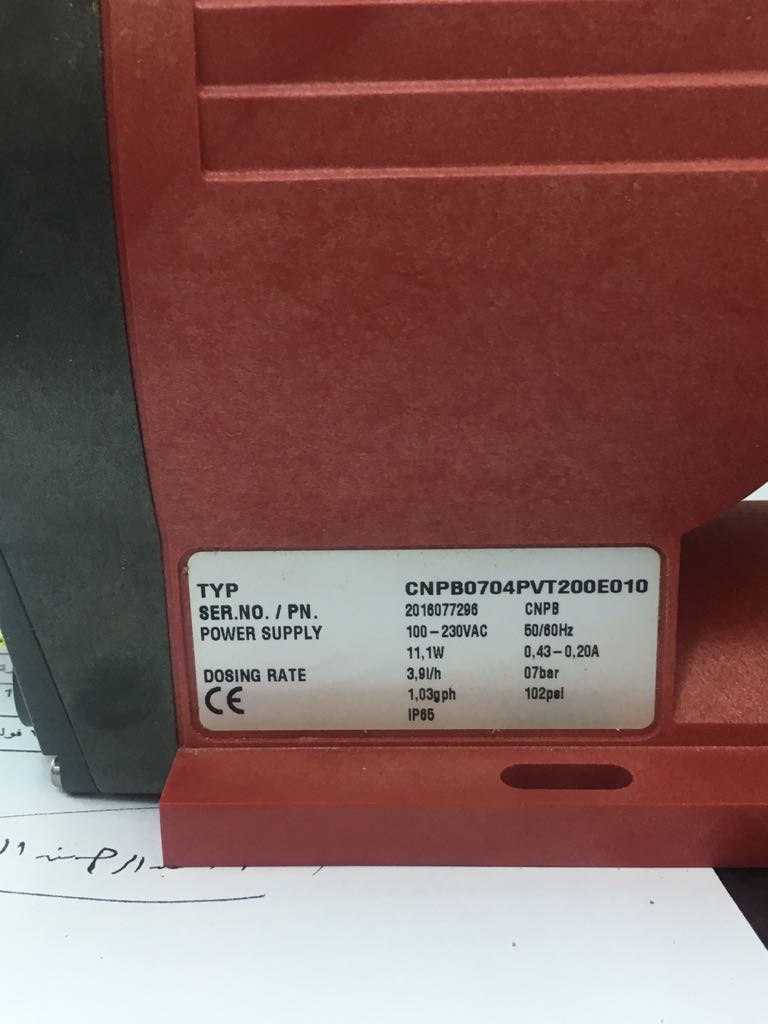 TYP CNPB0704PVT200E010
SER.NO. / PN. 2016077296 CNPB
POWER SUPPLY 100-230VAC 50/60Hz
11,1W 0,43-0,20A
DOSING RATE 3,9l/h 07bar
CE 1,03gph 102psi
IP65